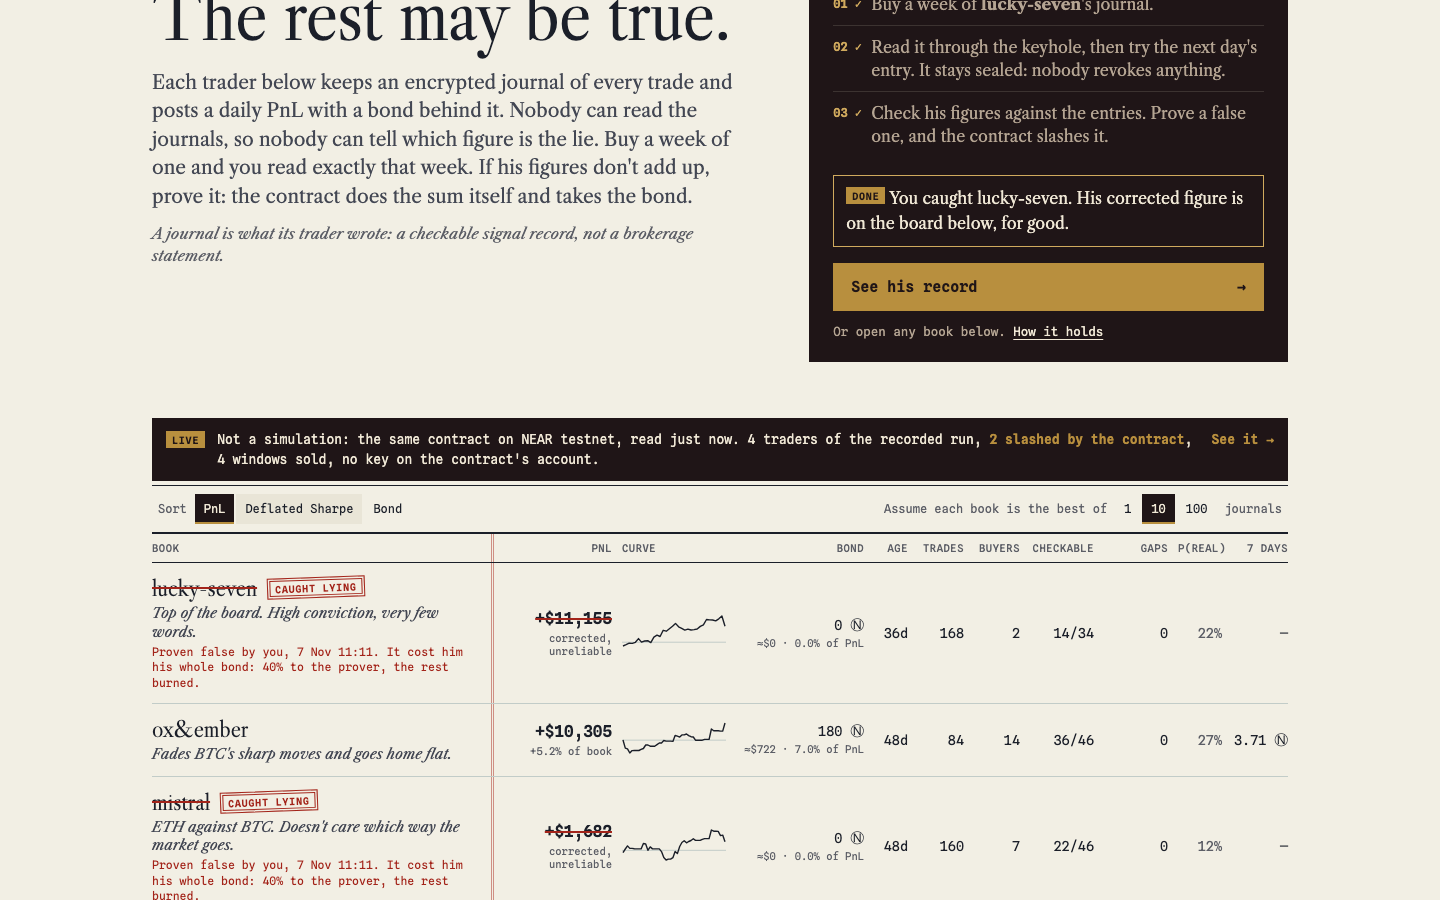 The rest may be true.
Each trader below keeps an encrypted journal of every trade and
posts a daily PnL with a bond behind it. Nobody can read the
journals, so nobody can tell which figure is the lie. Buy a week of
one and you read exactly that week. If his figures don't add up,
prove it: the contract does the sum itself and takes the bond.
A journal is what its trader wrote: a checkable signal record, not a brokerage
statement.
01 ✓ Buy a week of lucky-seven's journal.
02 ✓ Read it through the keyhole, then try the next day's
entry. It stays sealed: nobody revokes anything.
03 ✓ Check his figures against the entries. Prove a false
one, and the contract slashes it.
DONE You caught lucky-seven. His corrected figure is
on the board below, for good.
See his record →
Or open any book below. How it holds
LIVE Not a simulation: the same contract on NEAR testnet, read just now. 4 traders of the recorded run, 2 slashed by the contract, See it →
4 windows sold, no key on the contract's account.
Sort PnL Deflated Sharpe Bond Assume each book is the best of 1 10 100 journals
BOOK PNL CURVE BOND AGE TRADES BUYERS CHECKABLE GAPS P(REAL) 7 DAYS
lucky-seven CAUGHT LYING
Top of the board. High conviction, very few
words.
Proven false by you, 7 Nov 11:11. It cost him
his whole bond: 40% to the prover, the rest
burned.
+$11,155
corrected,
unreliable
0 Ⓝ
≈$0 · 0.0% of PnL
36d 168 2 14/34 0 22% —
ox&ember
Fades BTC's sharp moves and goes home flat.
+$10,305
+5.2% of book
180 Ⓝ
≈$722 · 7.0% of PnL
48d 84 14 36/46 0 27% 3.71 Ⓝ
mistral CAUGHT LYING
ETH against BTC. Doesn't care which way the
market goes.
Proven false by you, 7 Nov 11:11. It cost him
his whole bond: 40% to the prover, the rest
burned.
+$1,682
corrected,
unreliable
0 Ⓝ
≈$0 · 0.0% of PnL
48d 160 7 22/46 0 12% —